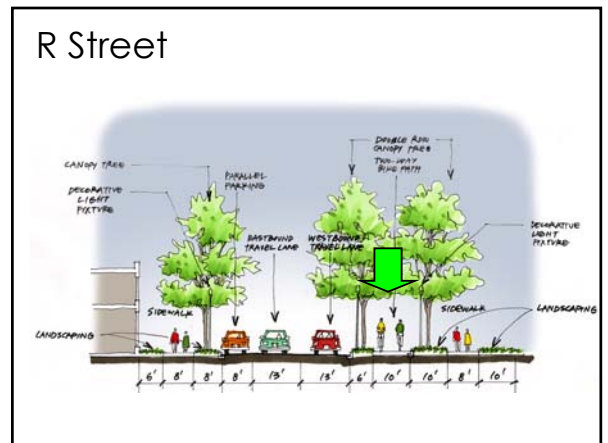 R Street
DOUBLE ROW
CANOPY TREE
TWO-WAY
BIKE PATH
CANOPY TREE
PARALLEL
PARKING
DECORATIVE
LIGHT
FIXTURE
EASTBOUND
TRAVEL LANE
WESTBOUND
TRAVEL LANE
DECORATIVE
LIGHT
FIXTURE
SIDEWALK
SIDEWALK
LANDSCAPING
LANDSCAPING
6' 8' 8' 8' 13' 13' 6' 10' 10' 8' 10'